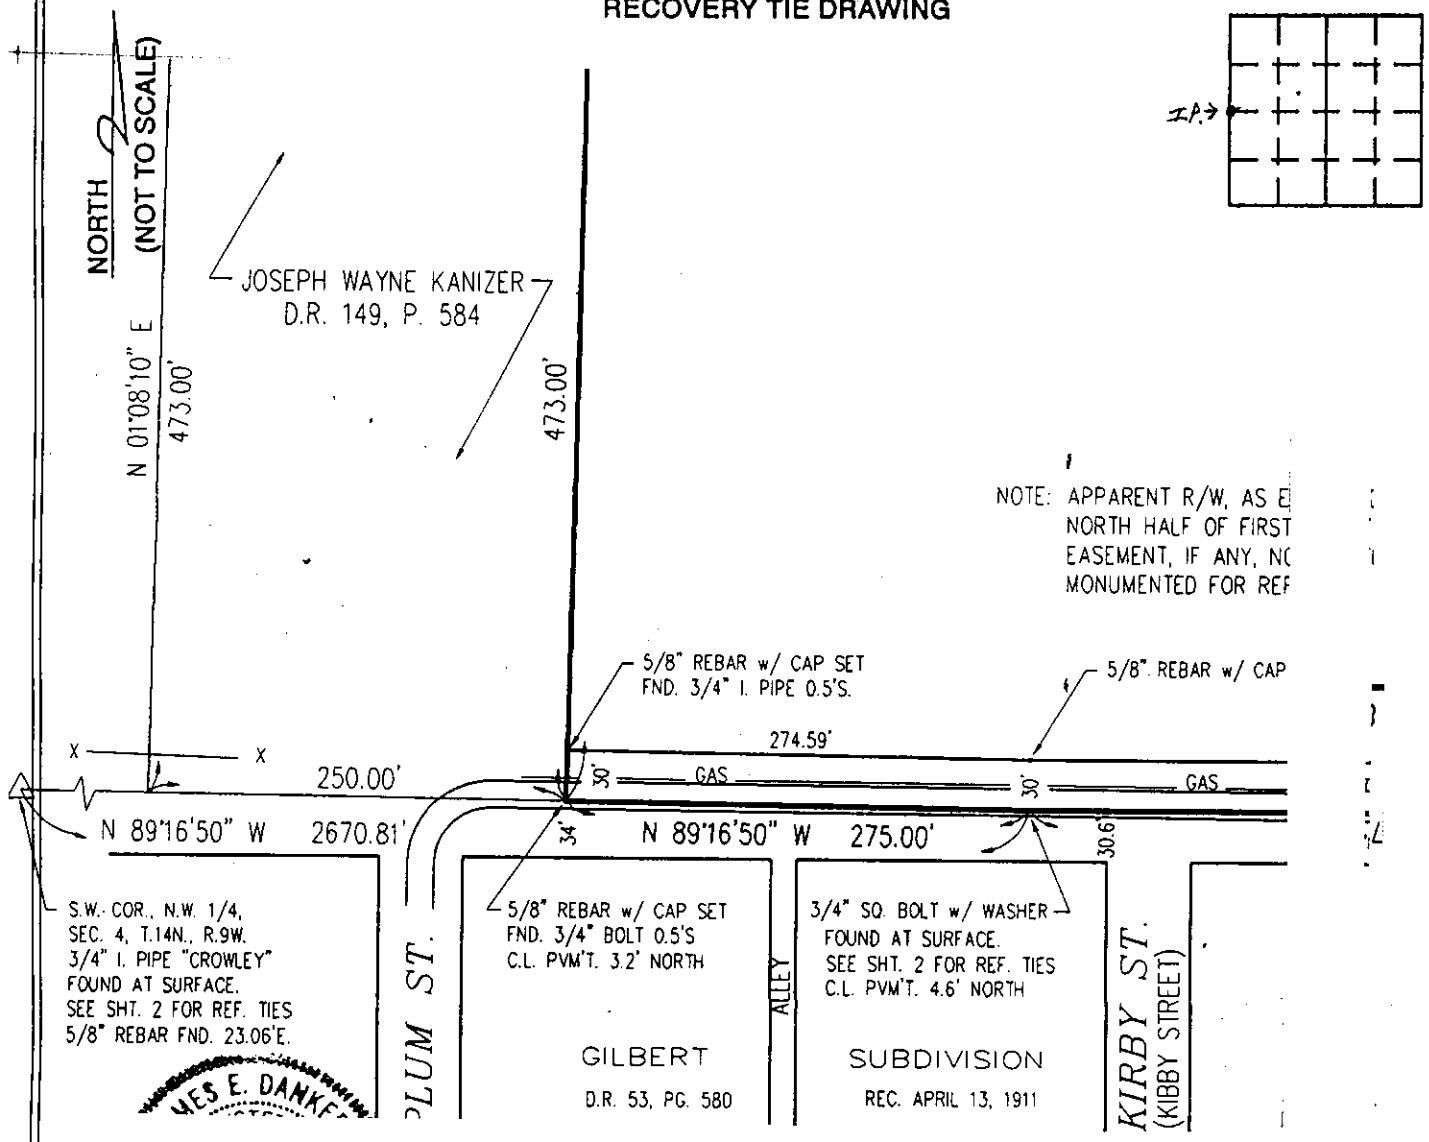 RECOVERY TIE DRAWING
NORTH
(NOT TO SCALE)
I.P.
JOSEPH WAYNE KANIZER
D.R. 149, P. 584
N 01°08'10" E
473.00'
473.00'
NOTE: APPARENT R/W, AS E
NORTH HALF OF FIRST
EASEMENT, IF ANY, NO
MONUMENTED FOR REF
5/8" REBAR w/ CAP SET
FND. 3/4" I. PIPE 0.5'S.
5/8" REBAR w/ CAP
274.59'
X X
250.00'
30'
GAS
30'
GAS
N 89°16'50" W 2670.81'
34'
N 89°16'50" W 275.00'
30.6'
S.W. COR., N.W. 1/4,
SEC. 4, T.14N., R.9W.
3/4" I. PIPE "CROWLEY"
FOUND AT SURFACE.
SEE SHT. 2 FOR REF. TIES
5/8" REBAR FND. 23.06'E.
5/8" REBAR w/ CAP SET
FND. 3/4" BOLT 0.5'S
C.L. PVM'T. 3.2' NORTH
3/4" SQ. BOLT w/ WASHER
FOUND AT SURFACE.
SEE SHT. 2 FOR REF. TIES
C.L. PVM'T. 4.6' NORTH
PLUM ST.
ALLEY
KIRBY ST.
(KIBBY STREET)
GILBERT SUBDIVISION
D.R. 53, PG. 580 REC. APRIL 13, 1911
MES E. DANKE